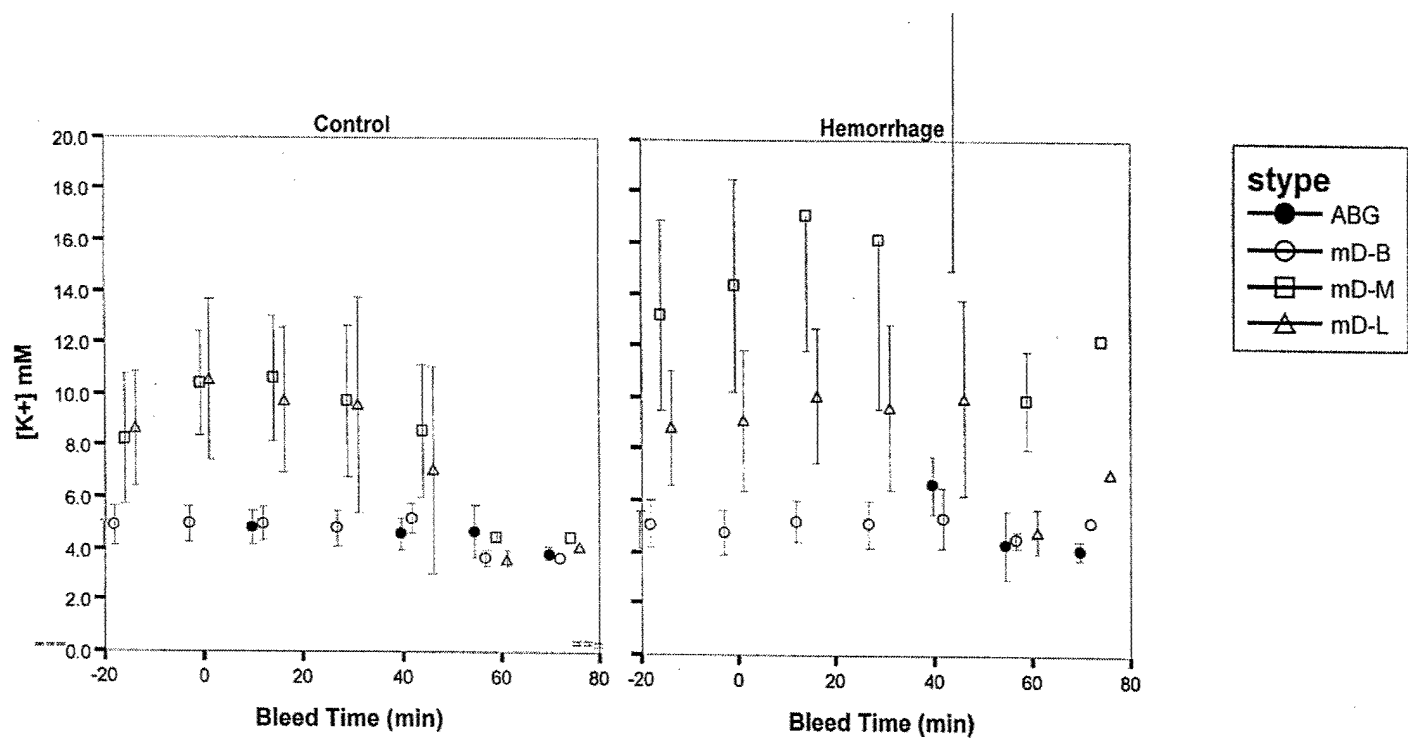 Control
Hemorrhage
20.0
18.0
16.0
14.0
12.0
10.0
8.0
6.0
4.0
2.0
0.0
[K+] mM
-20
0
20
40
60
80
Bleed Time (min)
-20
0
20
40
60
80
Bleed Time (min)
stype
ABG
mD-B
mD-M
mD-L